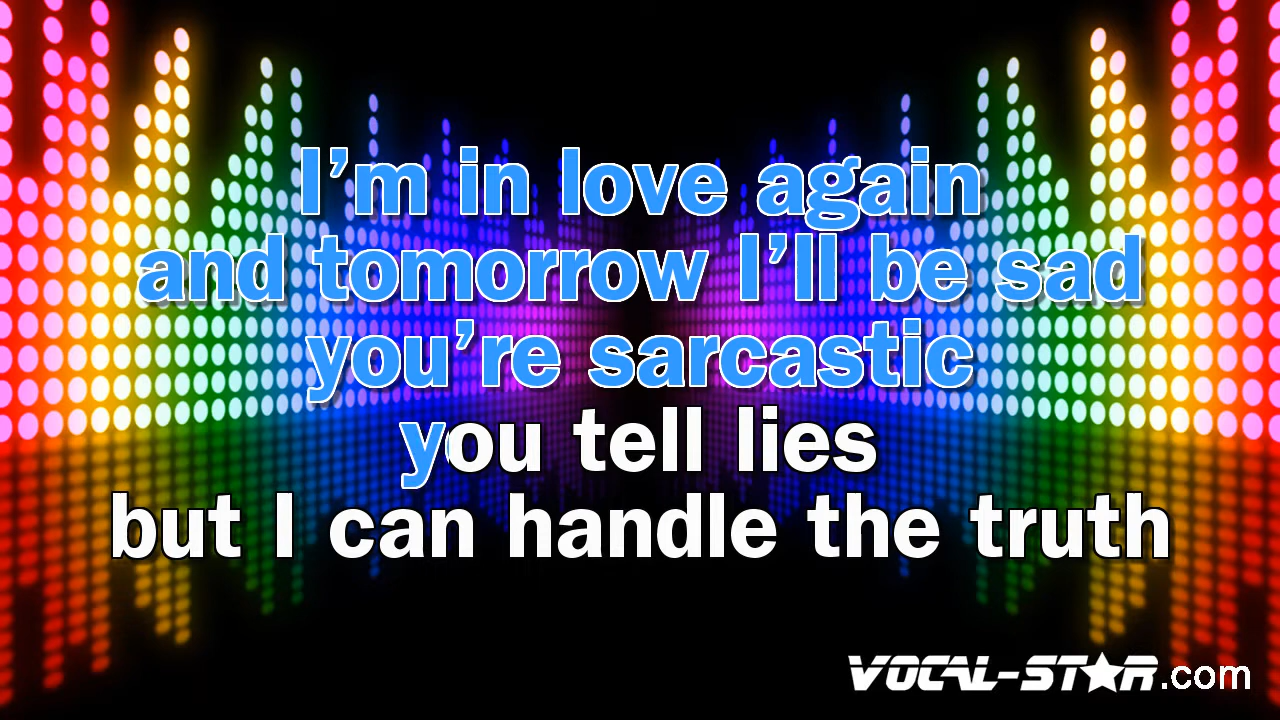 I'm in love again
and tomorrow I'll be sad
you're sarcastic
you tell lies
but I can handle the truth
VOCAL-STAR.com